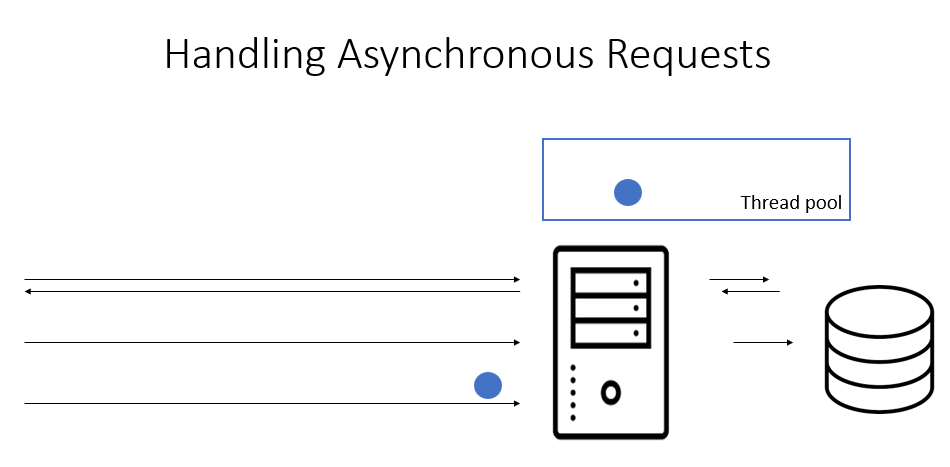 Handling Asynchronous Requests
Thread pool